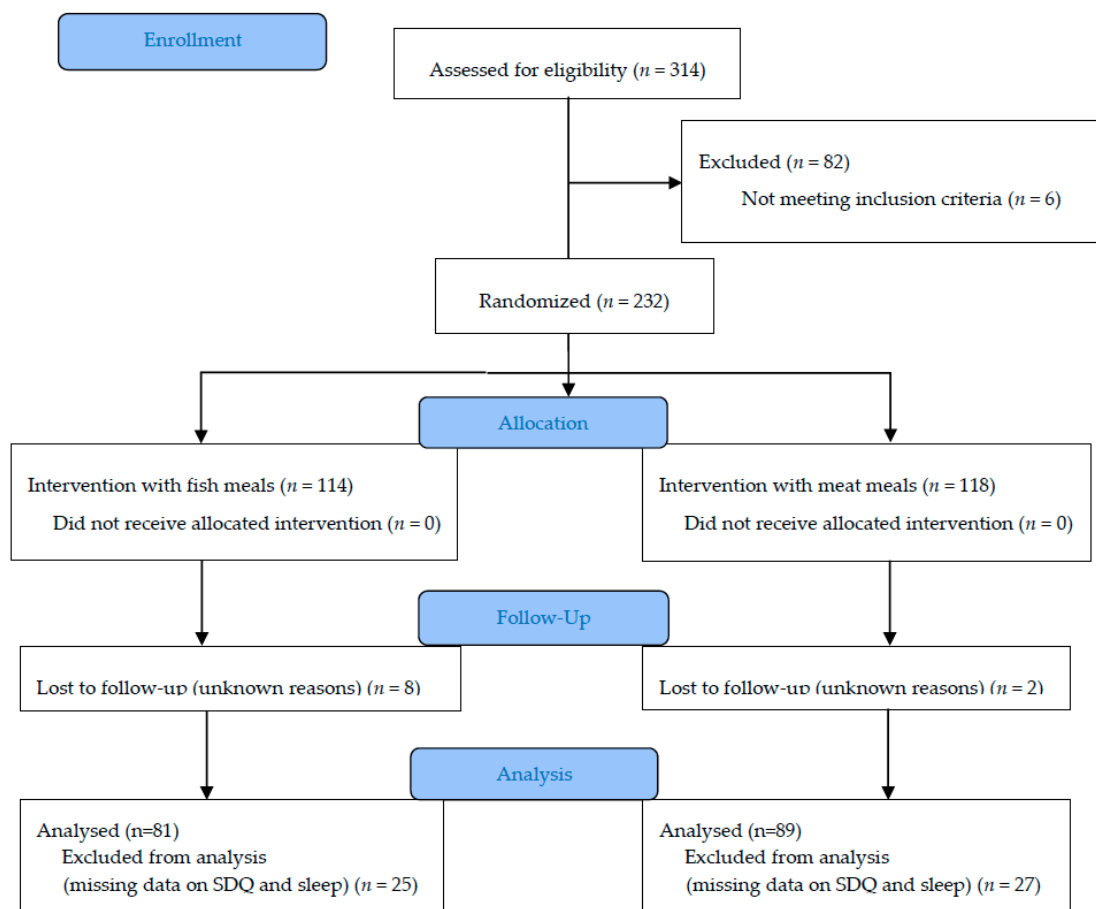 Enrollment
Assessed for eligibility (n = 314)
Excluded (n = 82)
Not meeting inclusion criteria (n = 6)
Randomized (n = 232)
Allocation
Intervention with fish meals (n = 114)
Did not receive allocated intervention (n = 0)
Intervention with meat meals (n = 118)
Did not receive allocated intervention (n = 0)
Follow-Up
Lost to follow-up (unknown reasons) (n = 8)
Lost to follow-up (unknown reasons) (n = 2)
Analysis
Analysed (n=81)
Excluded from analysis
(missing data on SDQ and sleep) (n = 25)
Analysed (n=89)
Excluded from analysis
(missing data on SDQ and sleep) (n = 27)